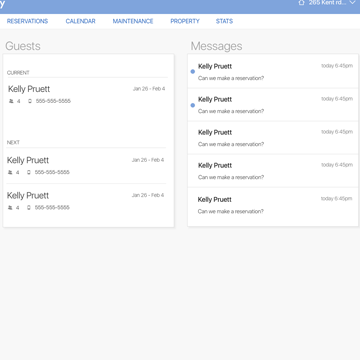 y
265 Kent rd...
RESERVATIONS CALENDAR MAINTENANCE PROPERTY STATS
Guests
CURRENT
Kelly Pruett Jan 26 - Feb 4
4 555-555-5555
NEXT
Kelly Pruett Jan 26 - Feb 4
4 555-555-5555
Kelly Pruett Jan 26 - Feb 4
4 555-555-5555
Messages
Kelly Pruett today 6:45pm
Can we make a reservation?
Kelly Pruett today 6:45pm
Can we make a reservation?
Kelly Pruett today 6:45pm
Can we make a reservation?
Kelly Pruett today 6:45pm
Can we make a reservation?
Kelly Pruett today 6:45pm
Can we make a reservation?